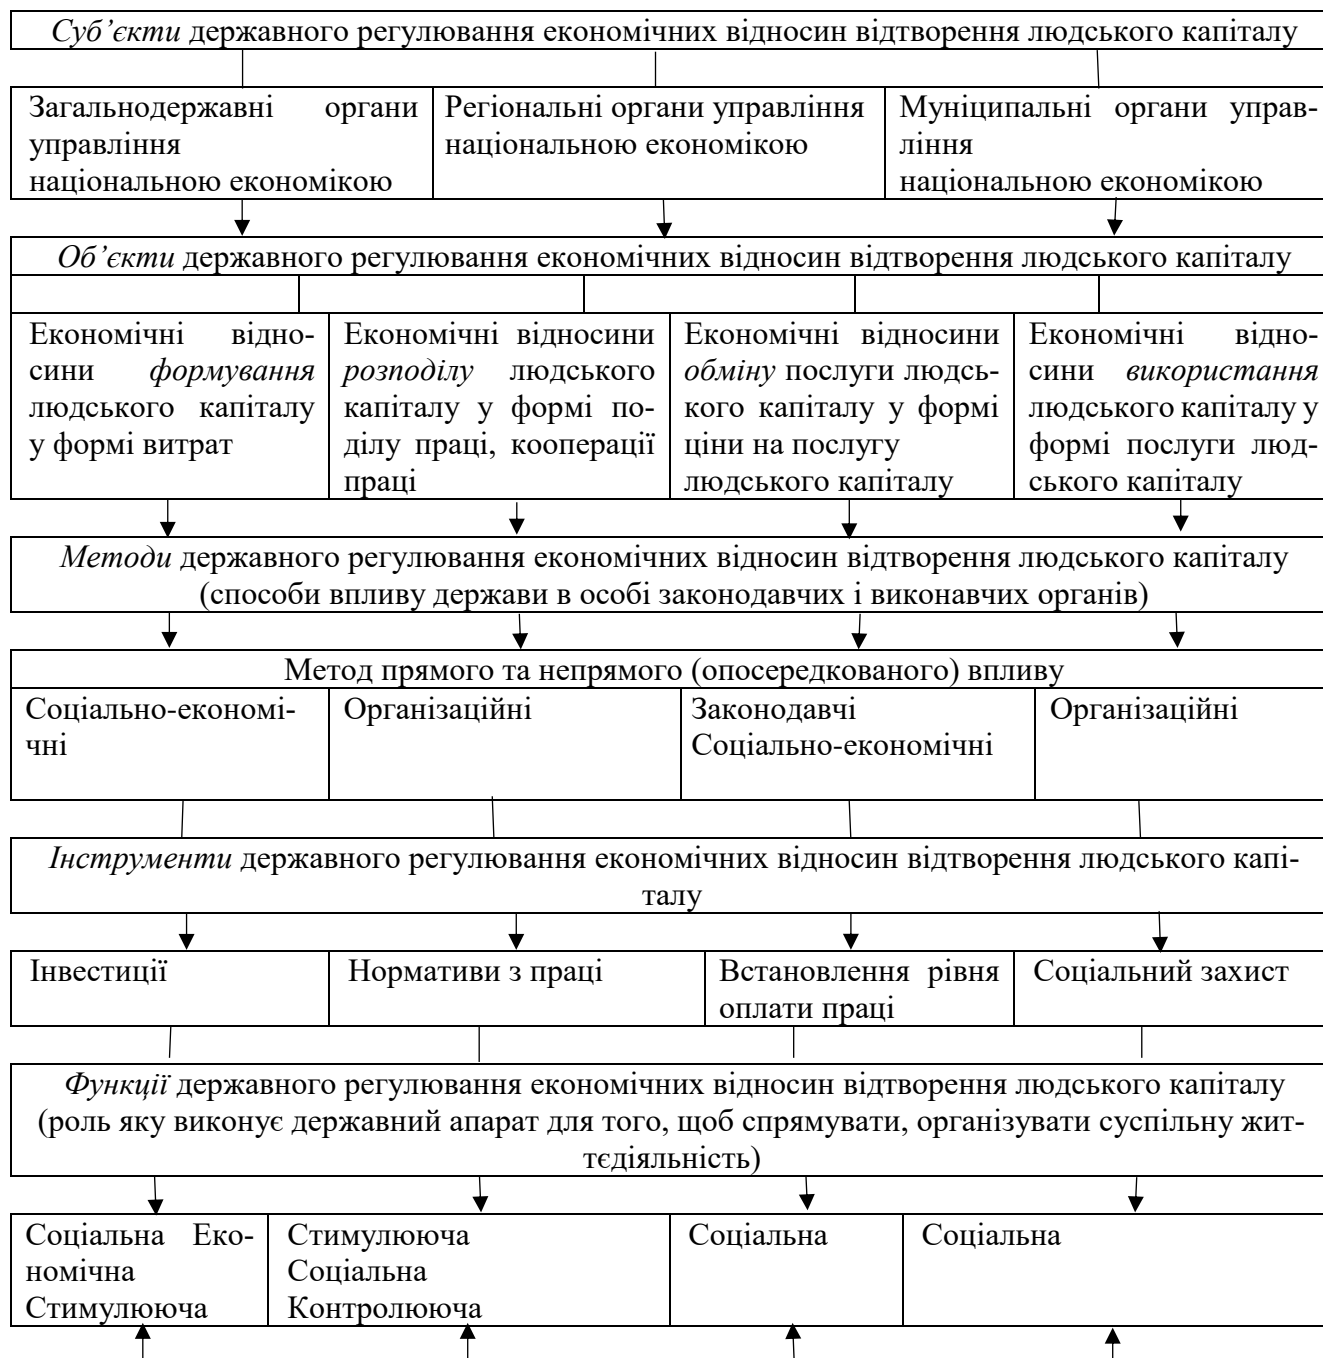 Суб’єкти державного регулювання економічних відносин відтворення людського капіталу
Загальнодержавні органи
управління
національною економікою
Регіональні органи управління
національною економікою
Муніципальні органи управ-
ління
національною економікою
Об’єкти державного регулювання економічних відносин відтворення людського капіталу
Економічні відно-
сини формування
людського капіталу
у формі витрат
Економічні відносини
розподілу людського
капіталу у формі по-
ділу праці, кооперації
праці
Економічні відносини
обміну послуги людсь-
кого капіталу у формі
ціни на послугу
людського капіталу
Економічні відно-
сини використання
людського капіталу у
формі послуги люд-
ського капіталу
Методи державного регулювання економічних відносин відтворення людського капіталу
(способи впливу держави в особі законодавчих і виконавчих органів)
Метод прямого та непрямого (опосередкованого) впливу
Соціально-економі-
чні
Організаційні
Законодавчі
Соціально-економічні
Організаційні
Інструменти державного регулювання економічних відносин відтворення людського капі-
талу
Інвестиції
Нормативи з праці
Встановлення рівня
оплати праці
Соціальний захист
Функції державного регулювання економічних відносин відтворення людського капіталу
(роль яку виконує державний апарат для того, щоб спрямувати, організувати суспільну жит-
тєдіяльність)
Соціальна Еко-
номічна
Стимулююча
Стимулююча
Соціальна
Контролююча
Соціальна
Соціальна